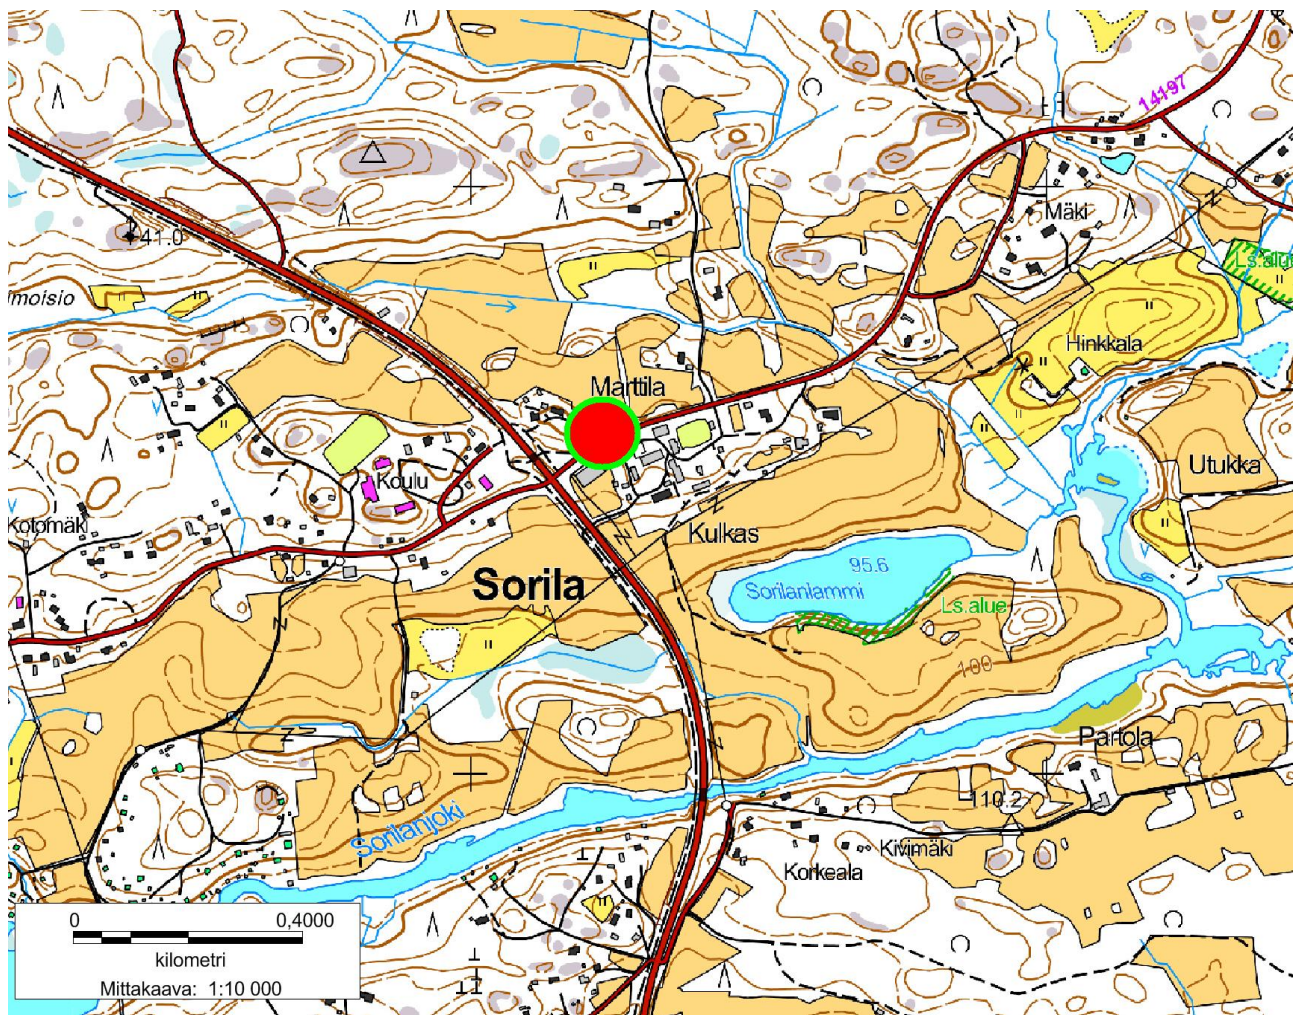 14197
Mäki
Ls.alue
41.0
moisio
Hinkkala
Marttila
Koulu
Utukka
Kotomäki
Kulkas
95.6
Sorila
Sorilanlammi
Ls.alue
100
Partola
110.2
Sorilanjoki
Kivimäki
Korkeala
0 0,4000
kilometri
Mittakaava: 1:10 000